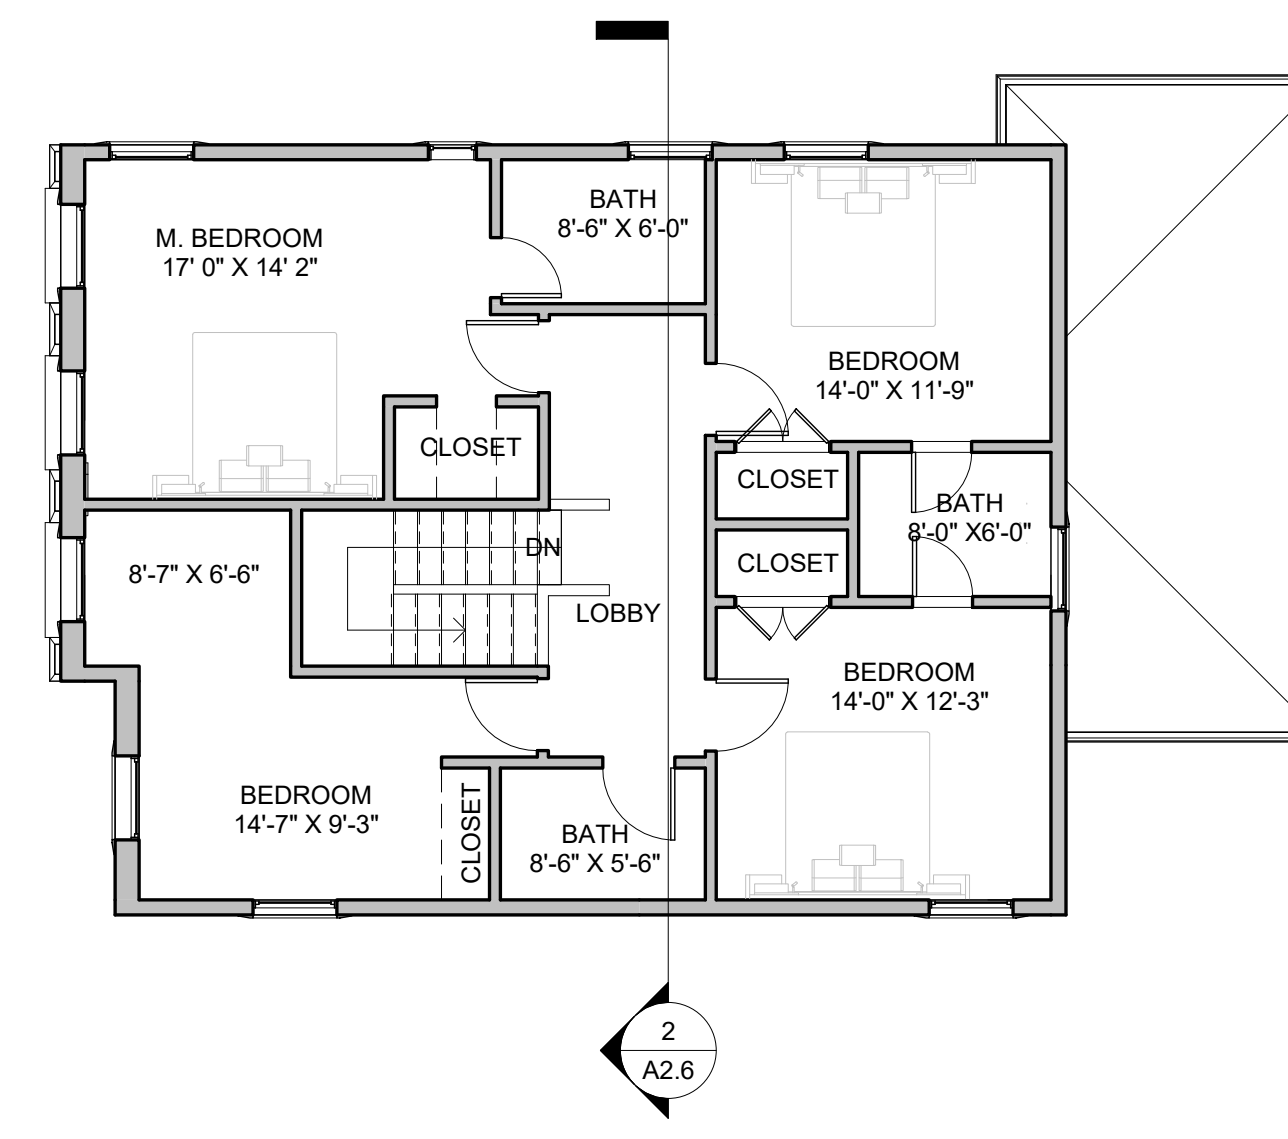 BATH
8'-6" X 6'-0"
M. BEDROOM
17' 0" X 14' 2"
BEDROOM
14'-0" X 11'-9"
CLOSET
CLOSET
BATH
8'-0" X6'-0"
DN
CLOSET
8'-7" X 6'-6"
LOBBY
BEDROOM
14'-0" X 12'-3"
BEDROOM
14'-7" X 9'-3"
CLOSET
BATH
8'-6" X 5'-6"
2
A2.6